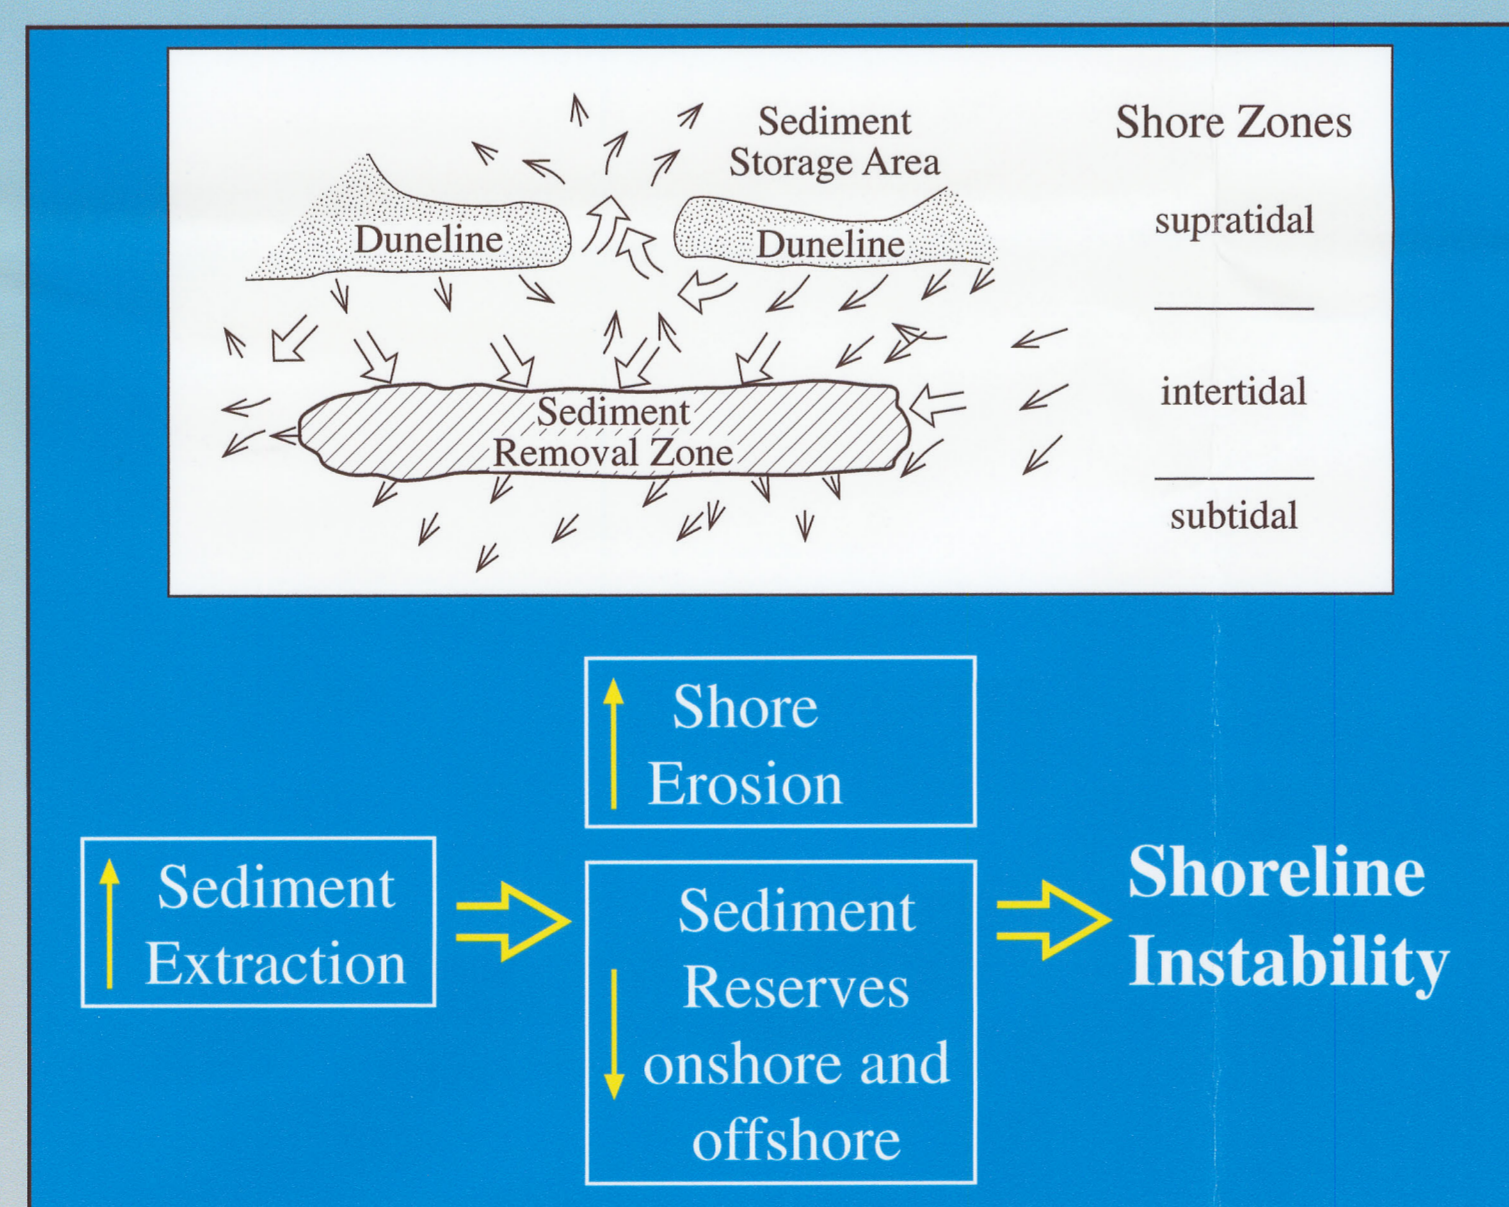 Sediment
Storage Area
Shore Zones
Duneline
Duneline
supratidal
intertidal
Sediment
Removal Zone
subtidal
Shore
Erosion
Sediment
Extraction
Sediment
Reserves
onshore and
offshore
Shoreline
Instability